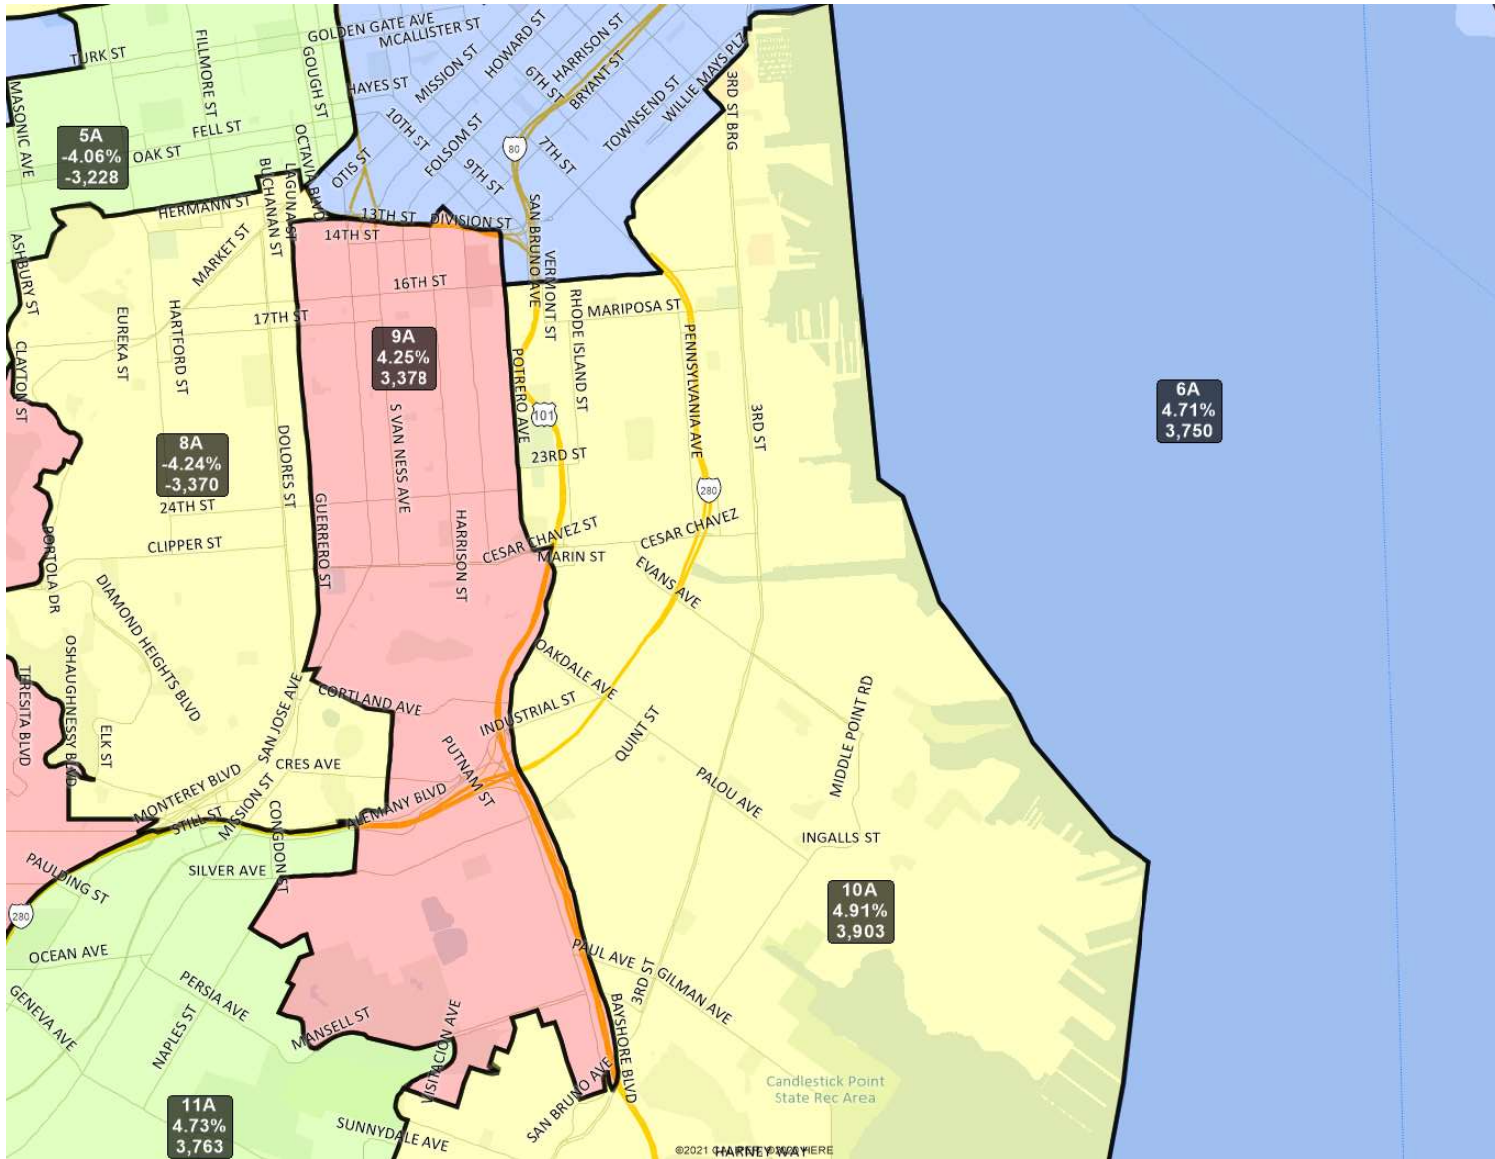 GOLDEN GATE AVE
MCALLISTER ST
TURK ST
FILLMORE ST
GOUGH ST
HAYES ST
MISSION ST
HOWARD ST
6TH ST
HARRISON ST
BRYANT ST
TOWNSEND ST
WILLIE MAYS PLZ
3RD ST BRG
MASONIC AVE
5A
-4.06%
-3,228
FELL ST
OAK ST
10TH ST
FOLSOM ST
9TH ST
80
7TH ST
OCTAVIA BLVD
LAGUNA ST
BUCHANAN ST
OTIS ST
HERMANN ST
13TH ST
DIVISION ST
14TH ST
SAN BRUNO AVE
VERMONT ST
ASHBURY ST
MARKET ST
16TH ST
17TH ST
EUREKA ST
HARTFORD ST
RHODE ISLAND ST
MARIPOSA ST
PENNSYLVANIA AVE
9A
4.25%
3,378
CLAYTON ST
POTRERO AVE
101
S VAN NESS AVE
3RD ST
6A
4.71%
3,750
8A
-4.24%
-3,370
DOLORES ST
23RD ST
280
24TH ST
GUERRERO ST
HARRISON ST
CESAR CHAVEZ ST
CESAR CHAVEZ
MARIN ST
CLIPPER ST
PORTOLA DR
EVANS AVE
DIAMOND HEIGHTS BLVD
OSHAUGHNESSY BLVD
TERESITA BLVD
ELK ST
OAKDALE AVE
CORTLAND AVE
INDUSTRIAL ST
SAN JOSE AVE
QUINT ST
MIDDLE POINT RD
PUTNAM ST
CRES AVE
PALOU AVE
MONTEREY BLVD
STILL ST
MISSION ST
CONGDON ST
ALEMANY BLVD
INGALLS ST
PAULDING ST
SILVER AVE
280
10A
4.91%
3,903
OCEAN AVE
PERSIA AVE
PAUL AVE
3RD ST
GILMAN AVE
GENEVA AVE
NAPLES ST
MANSELL ST
VISITACION AVE
BAYSHORE BLVD
SAN BRUNO AVE
Candlestick Point
State Rec Area
11A
4.73%
3,763
SUNNYDALE AVE
HARNEY WAY
©2021 CALIPER; ©2020 HERE